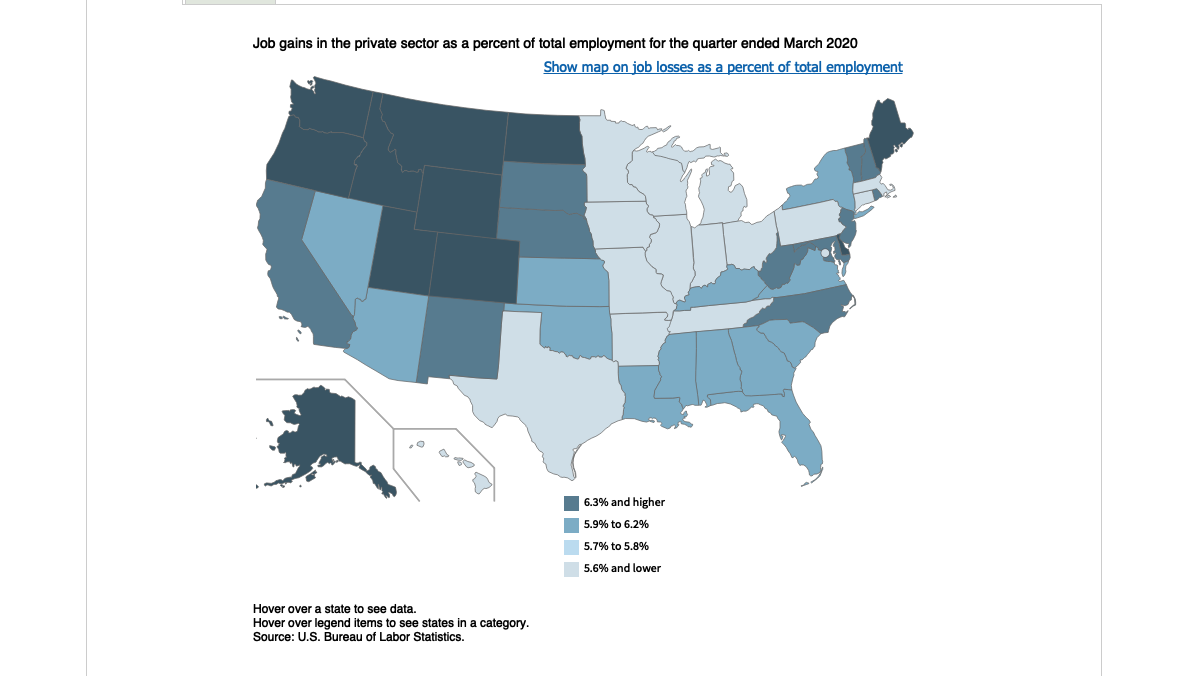 Job gains in the private sector as a percent of total employment for the quarter ended March 2020
Show map on job losses as a percent of total employment
6.3% and higher
5.9% to 6.2%
5.7% to 5.8%
5.6% and lower
Hover over a state to see data.
Hover over legend items to see states in a category.
Source: U.S. Bureau of Labor Statistics.